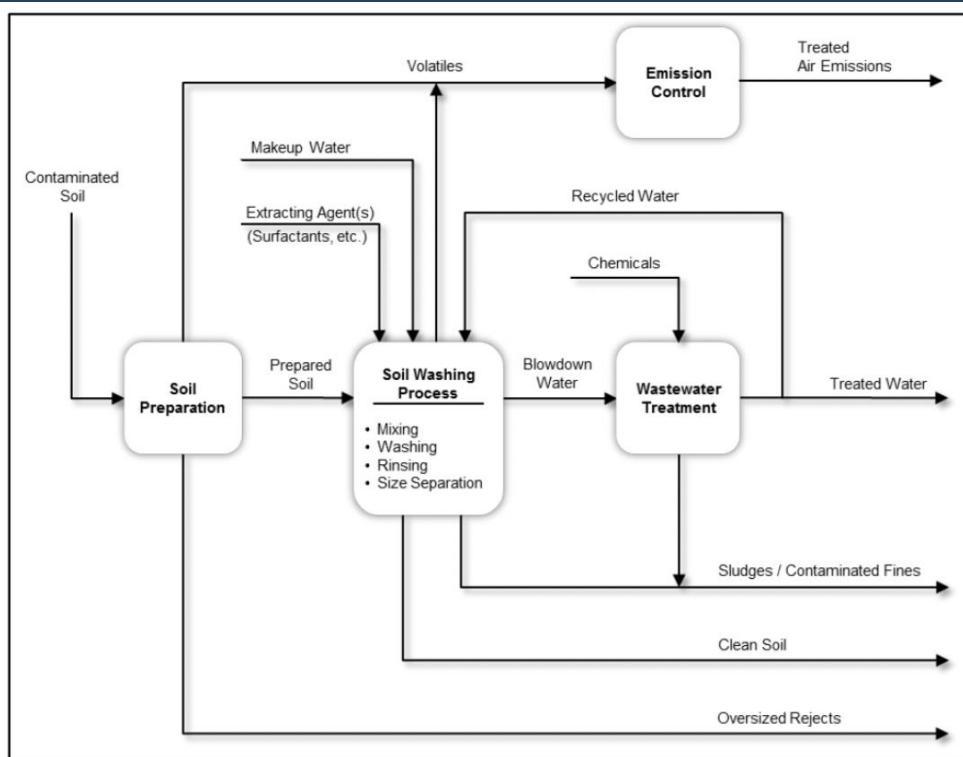 Volatiles
Emission
Control
Treated
Air Emissions
Makeup Water
Contaminated
Soil
Extracting Agent(s)
(Surfactants, etc.)
Recycled Water
Chemicals
Soil
Preparation
Prepared
Soil
Soil Washing
Process
• Mixing
• Washing
• Rinsing
• Size Separation
Blowdown
Water
Wastewater
Treatment
Treated Water
Sludges / Contaminated Fines
Clean Soil
Oversized Rejects